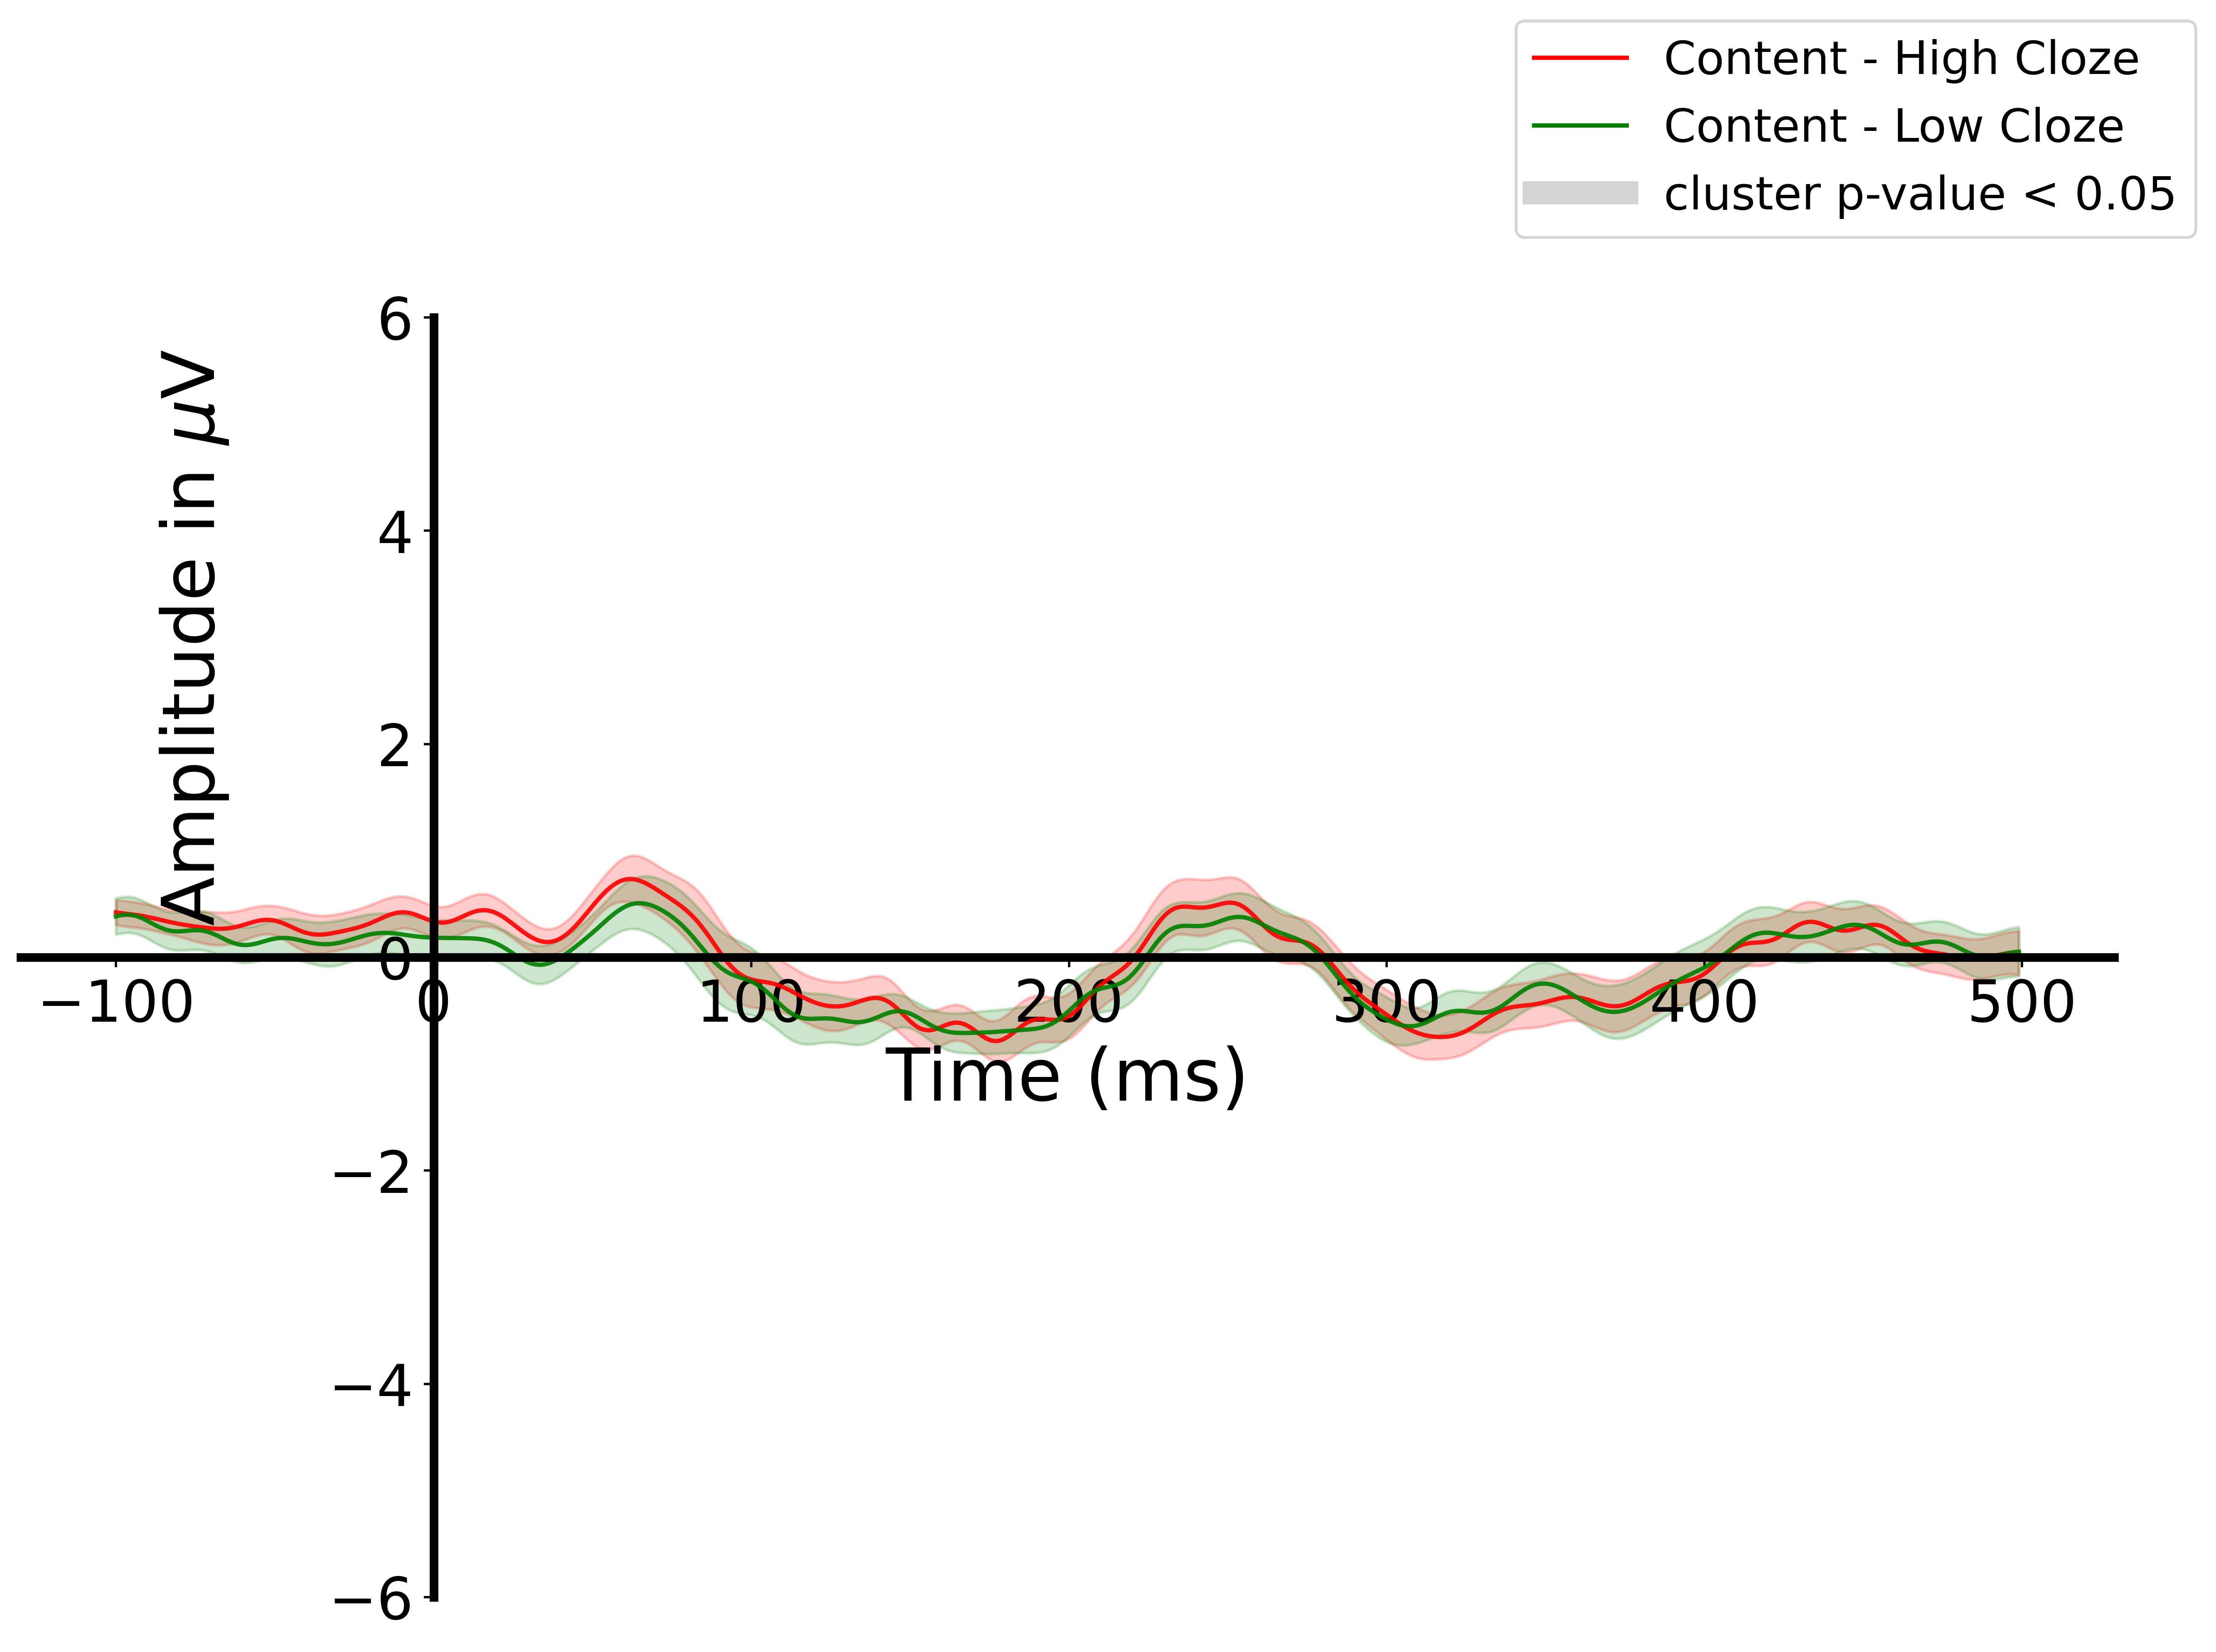 Content - High Cloze
Content - Low Cloze
cluster p-value < 0.05
Amplitude in μV
6
4
2
0
−2
−4
−6
−100 0 100 200 300 400 500
Time (ms)